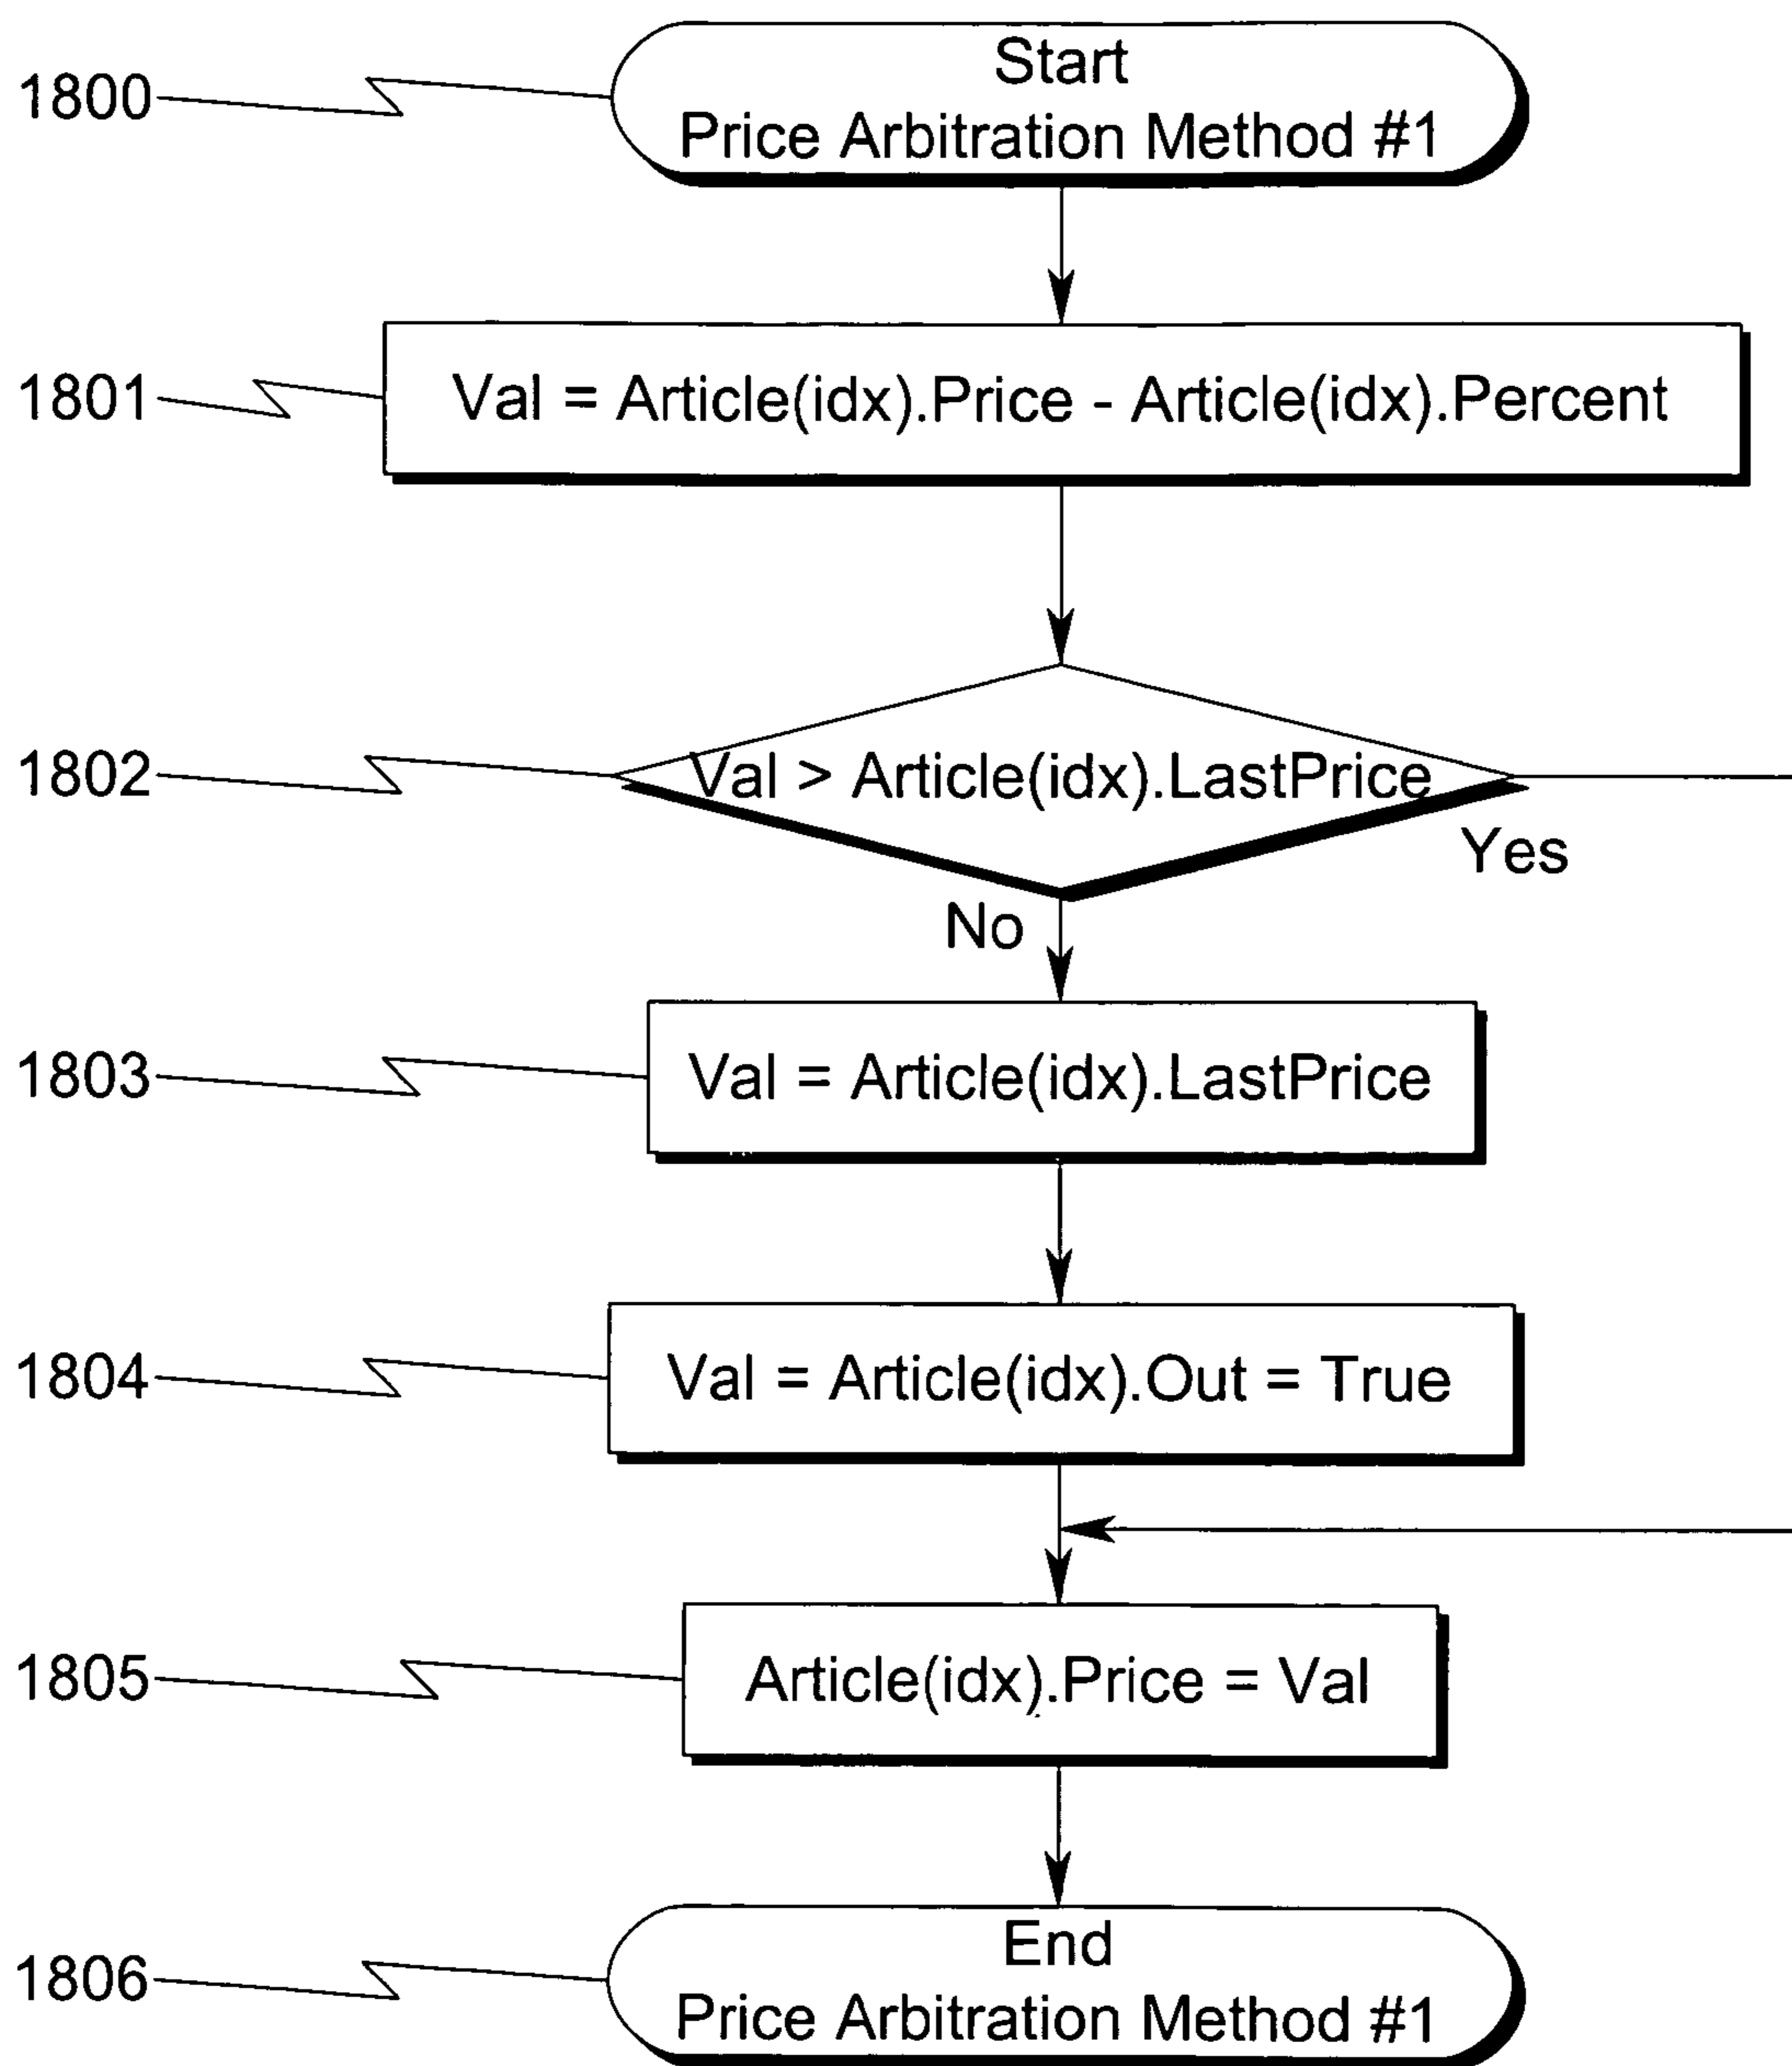 1800
Start
Price Arbitration Method #1
1801
Val = Article(idx).Price - Article(idx).Percent
1802
Val > Article(idx).LastPrice
Yes
No
1803
Val = Article(idx).LastPrice
1804
Val = Article(idx).Out = True
1805
Article(idx).Price = Val
1806
End
Price Arbitration Method #1